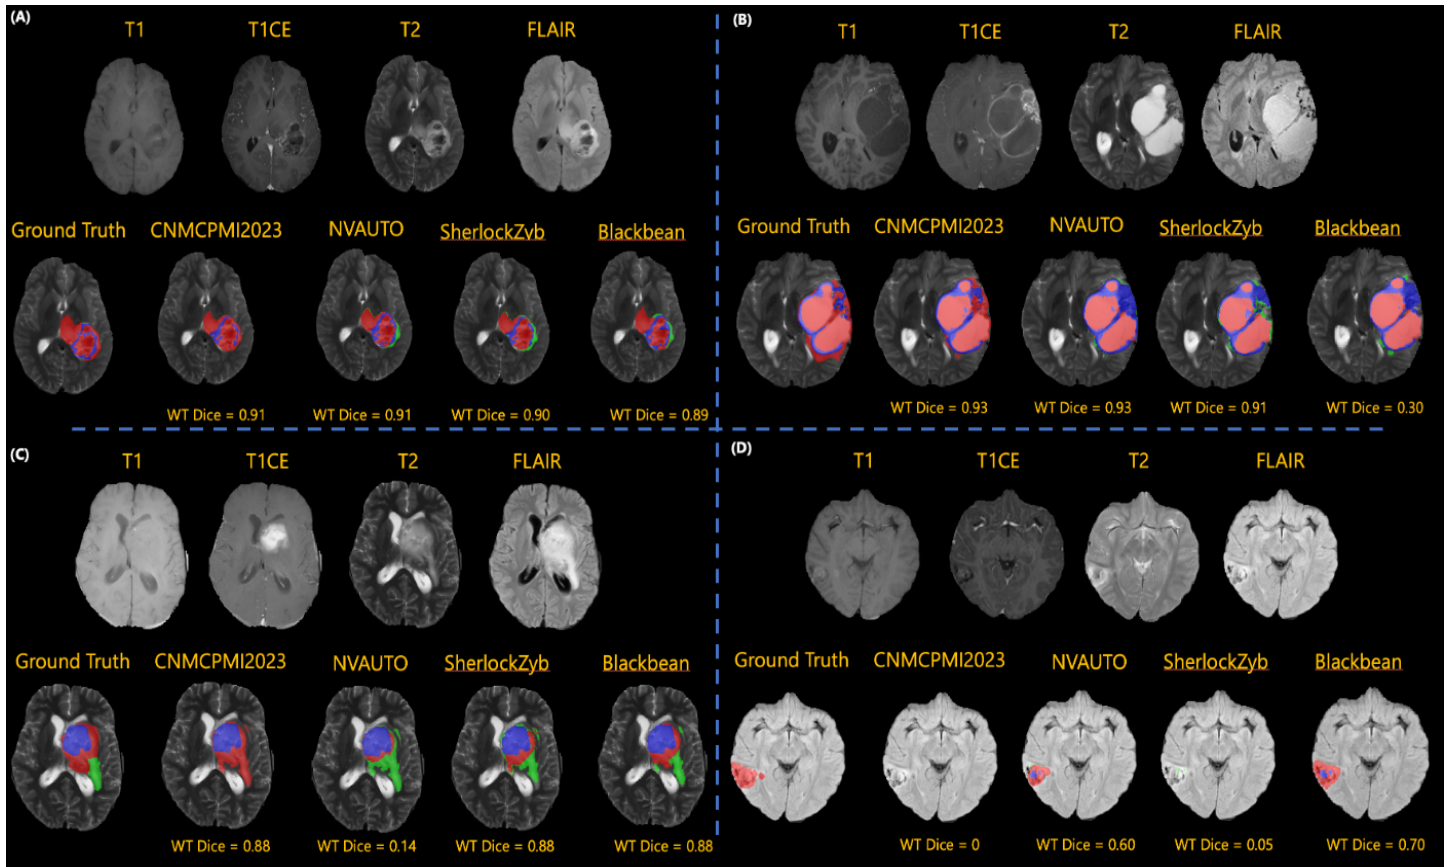 (A)
T1 T1CE T2 FLAIR
Ground Truth CNMCPMI2023 NVAUTO SherlockZyb Blackbean
WT Dice = 0.91 WT Dice = 0.91 WT Dice = 0.90 WT Dice = 0.89
(B)
T1 T1CE T2 FLAIR
Ground Truth CNMCPMI2023 NVAUTO SherlockZyb Blackbean
WT Dice = 0.93 WT Dice = 0.93 WT Dice = 0.91 WT Dice = 0.30
(C)
T1 T1CE T2 FLAIR
Ground Truth CNMCPMI2023 NVAUTO SherlockZyb Blackbean
WT Dice = 0.88 WT Dice = 0.14 WT Dice = 0.88 WT Dice = 0.88
(D)
T1 T1CE T2 FLAIR
Ground Truth CNMCPMI2023 NVAUTO SherlockZyb Blackbean
WT Dice = 0 WT Dice = 0.60 WT Dice = 0.05 WT Dice = 0.70